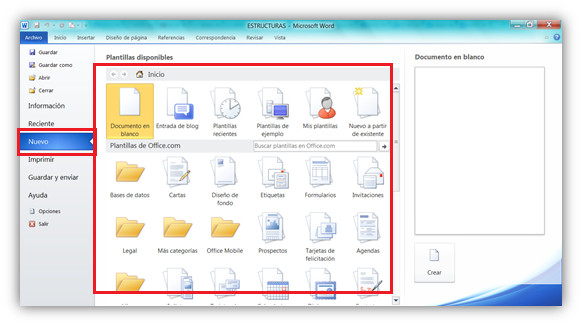 ESTRUCTURAS - Microsoft Word
Archivo Inicio Insertar Diseño de página Referencias Correspondencia Revisar Vista
Guardar
Guardar como
Abrir
Cerrar
Información
Reciente
Nuevo
Imprimir
Guardar y enviar
Ayuda
Opciones
Salir
Plantillas disponibles
Inicio
Documento en
blanco
Entrada de blog
Plantillas
recientes
Plantillas de
ejemplo
Mis plantillas
Nuevo a partir
de existente
Plantillas de Office.com
Buscar plantillas en Office.com
Bases de datos
Cartas
Diseño de
fondo
Etiquetas
Formularios
Invitaciones
Legal
Más categorías
Office Mobile
Prospectos
Tarjetas de
felicitación
Agendas
Documento en blanco
Crear